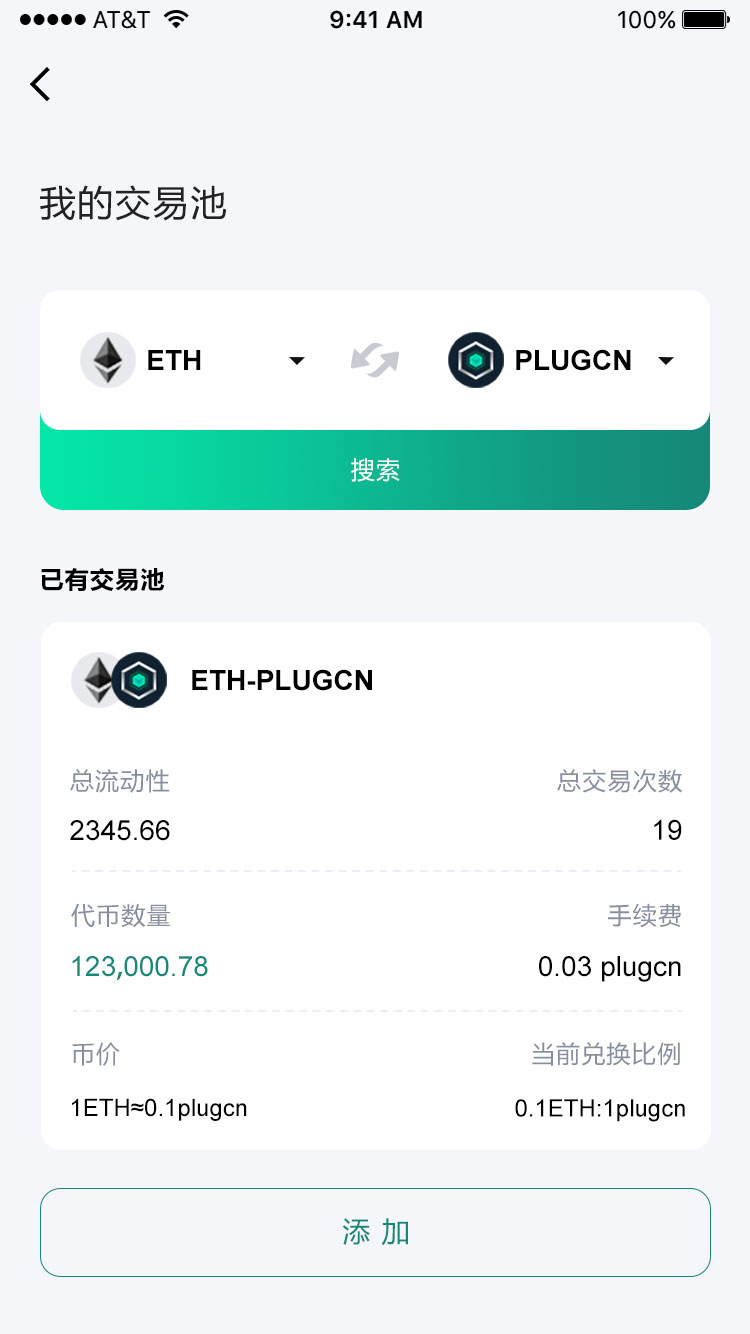 AT&T 9:41 AM 100%
我的交易池
ETH PLUGCN
搜索
已有交易池
ETH-PLUGCN
总流动性 总交易次数
2345.66 19
代币数量 手续费
123,000.78 0.03 plugcn
币价 当前兑换比例
1ETH≈0.1plugcn 0.1ETH:1plugcn
添 加